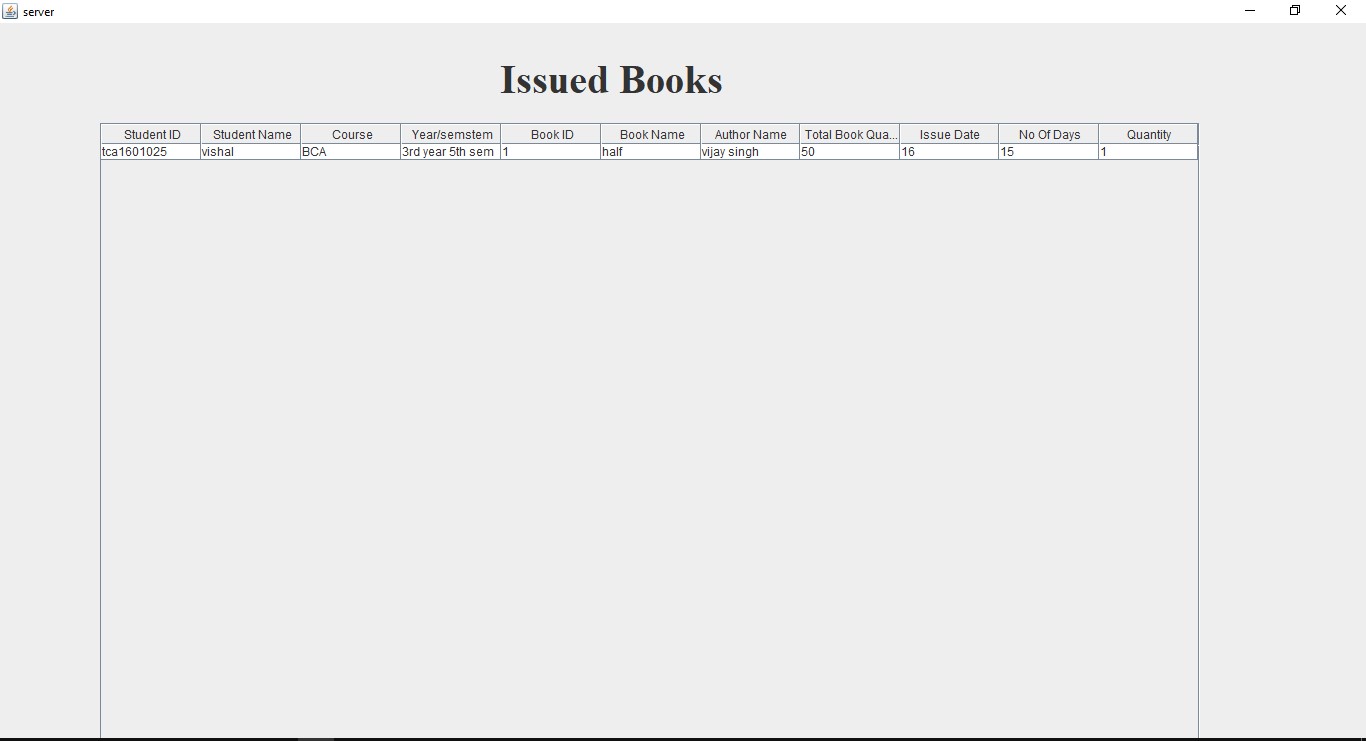 server
Issued Books
Student ID Student Name Course Year/semstem Book ID Book Name Author Name Total Book Qua... Issue Date No Of Days Quantity
tca1601025 vishal BCA 3rd year 5th sem 1 half vijay singh 50 16 15 1